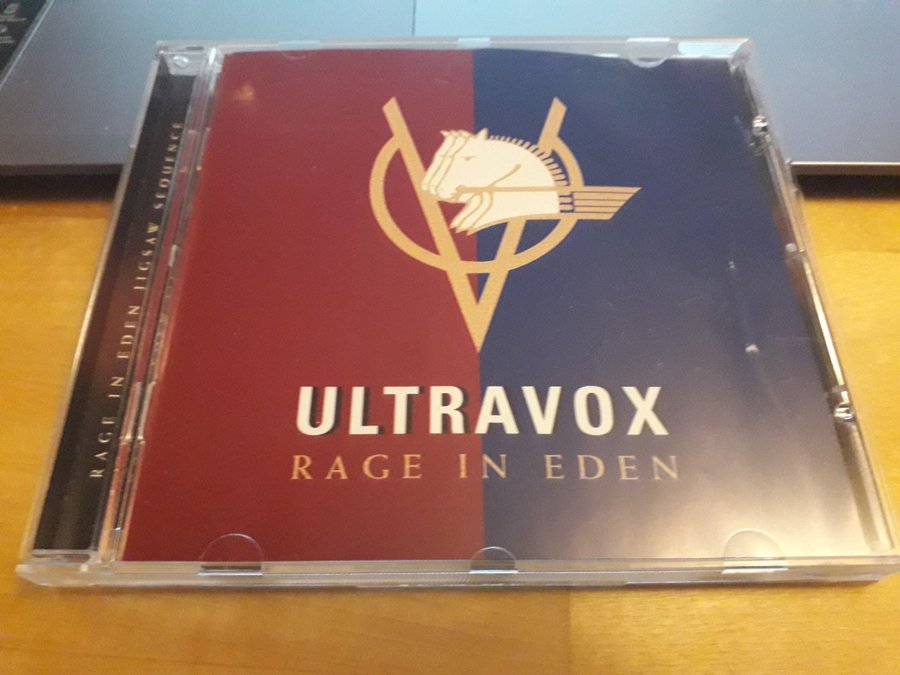 RAGE IN EDEN JIGSAW SEQUENCE
ULTRAVOX
RAGE IN EDEN